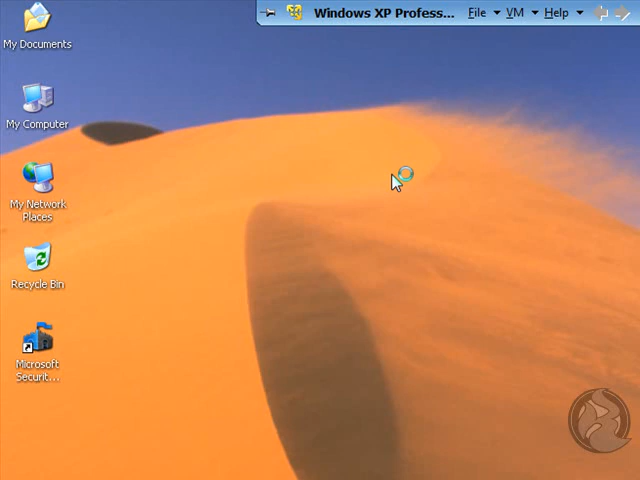 Windows XP Profess... File VM Help
My Documents
My Computer
My Network
Places
Recycle Bin
Microsoft
Securit...